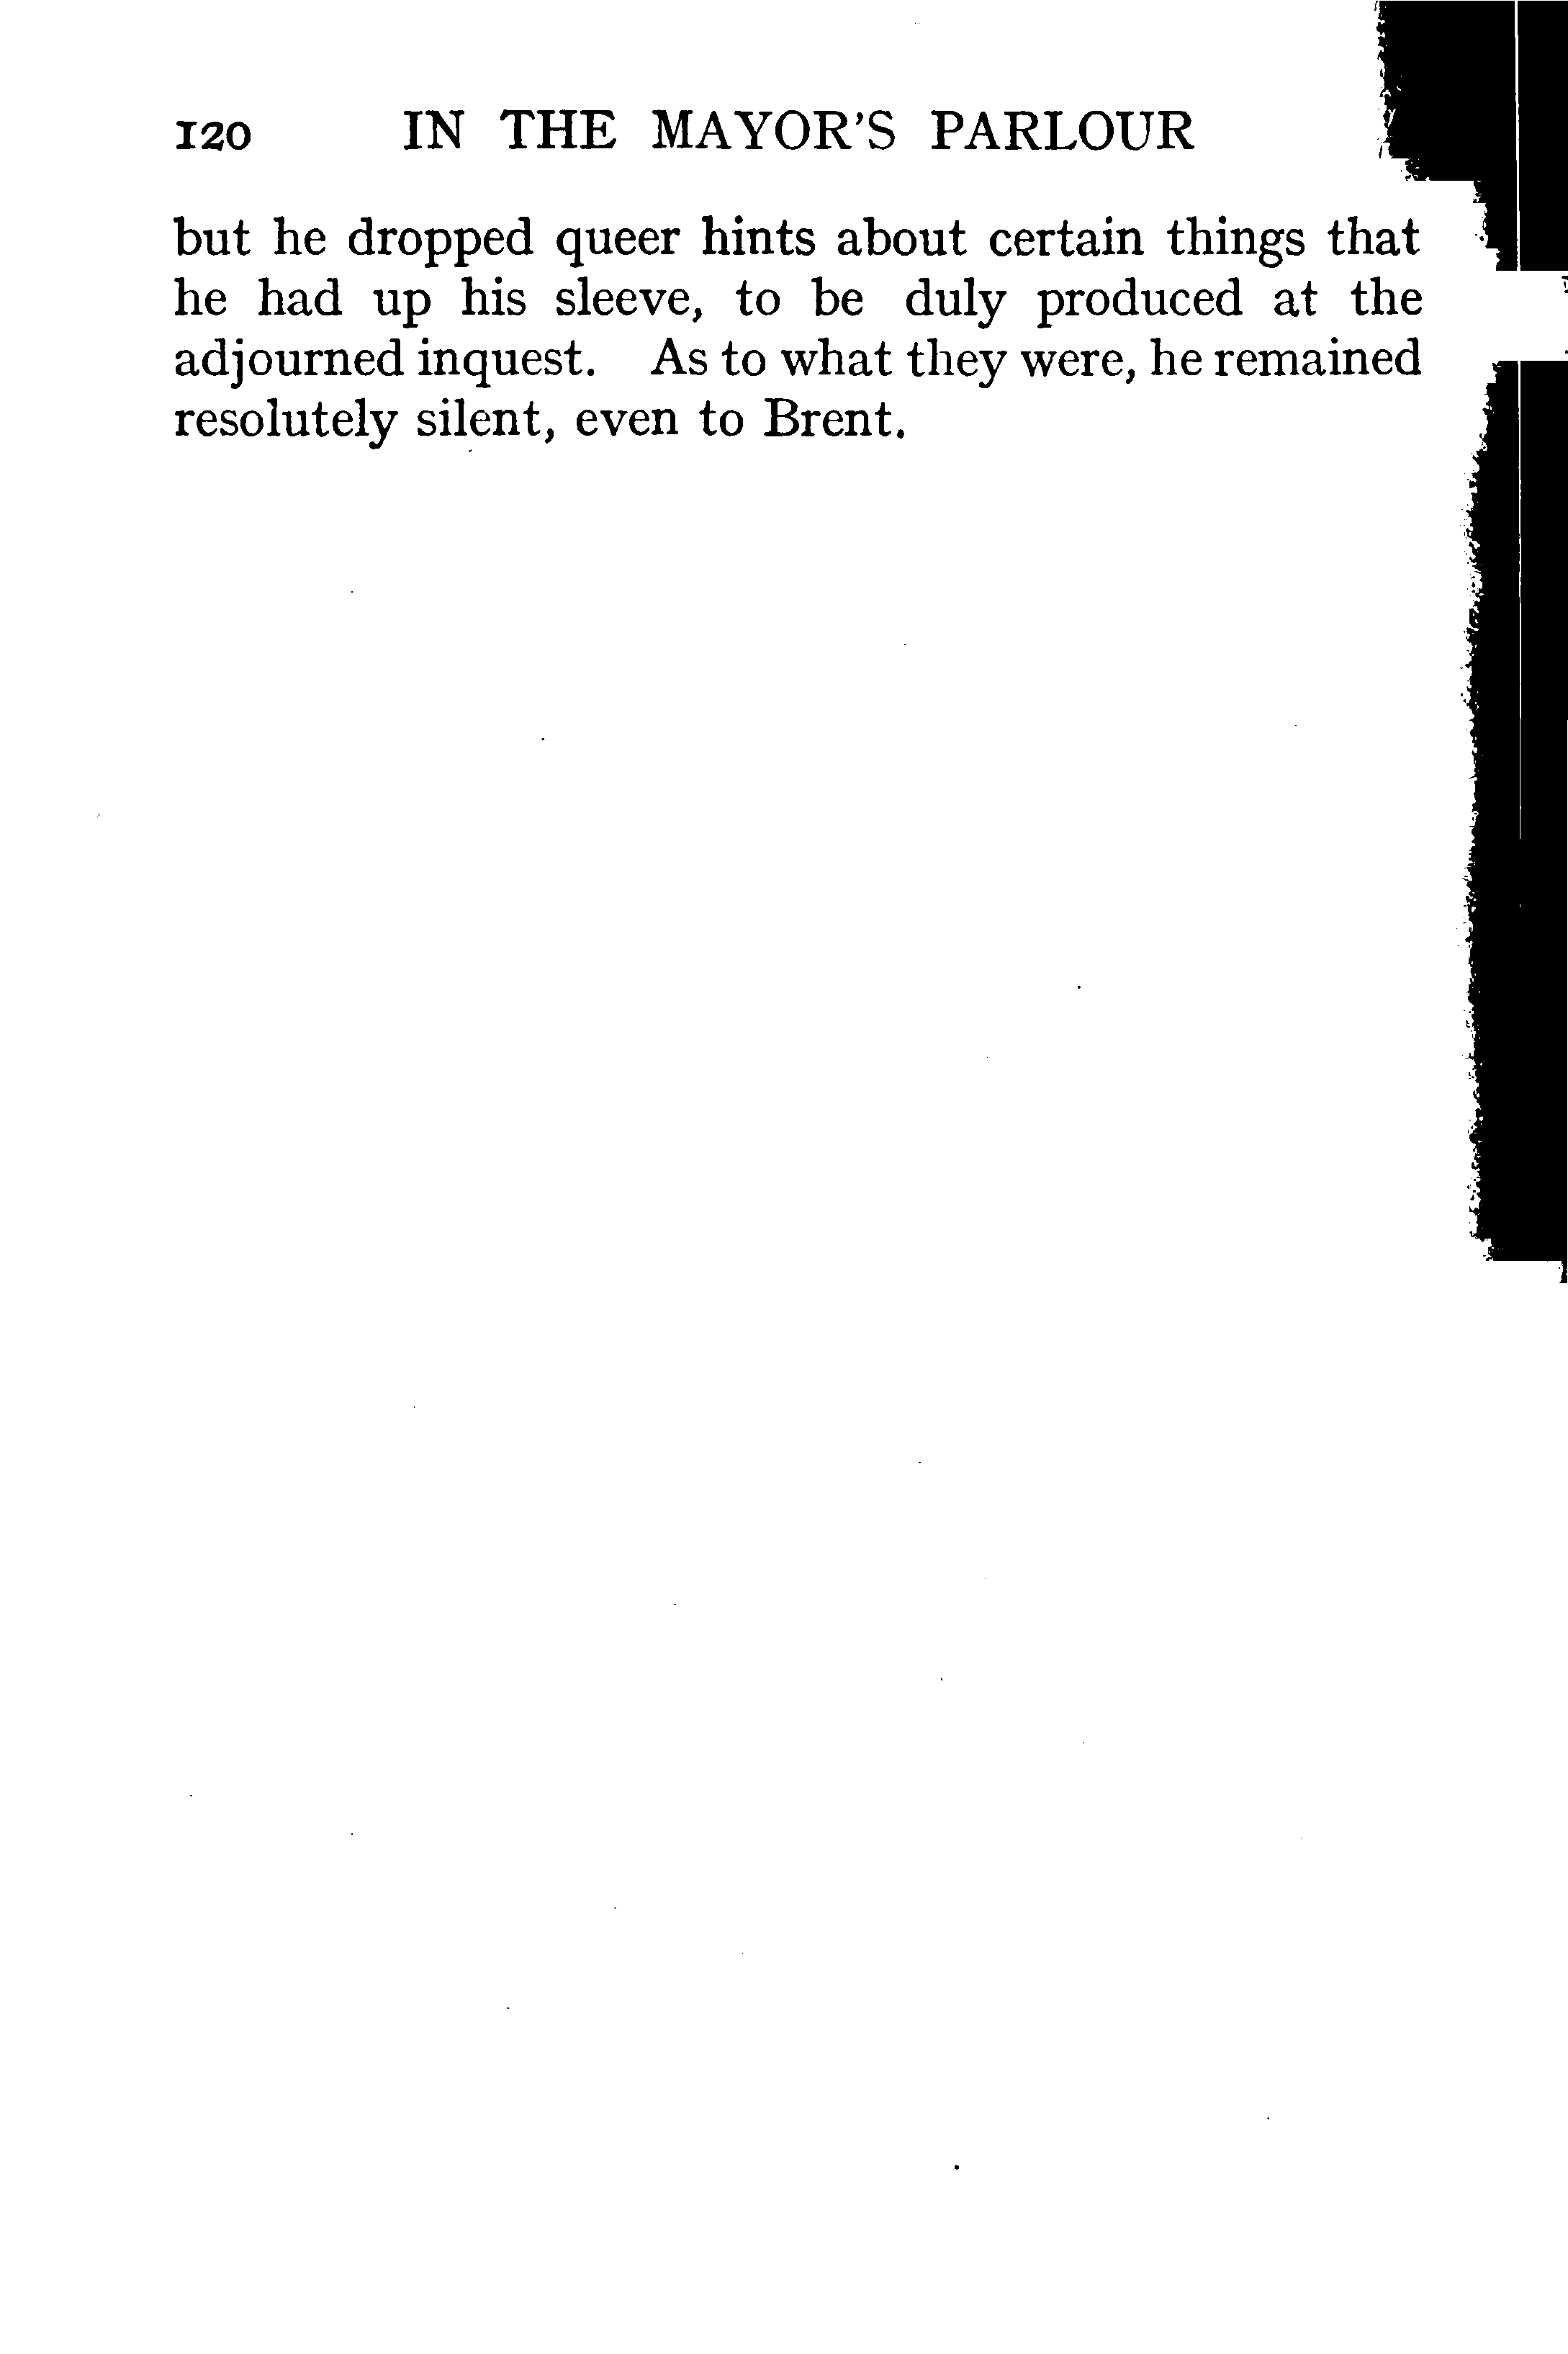 120 IN THE MAYOR'S PARLOUR
but he dropped queer hints about certain things that
he had up his sleeve, to be duly produced at the
adjourned inquest. As to what they were, he remained
resolutely silent, even to Brent.